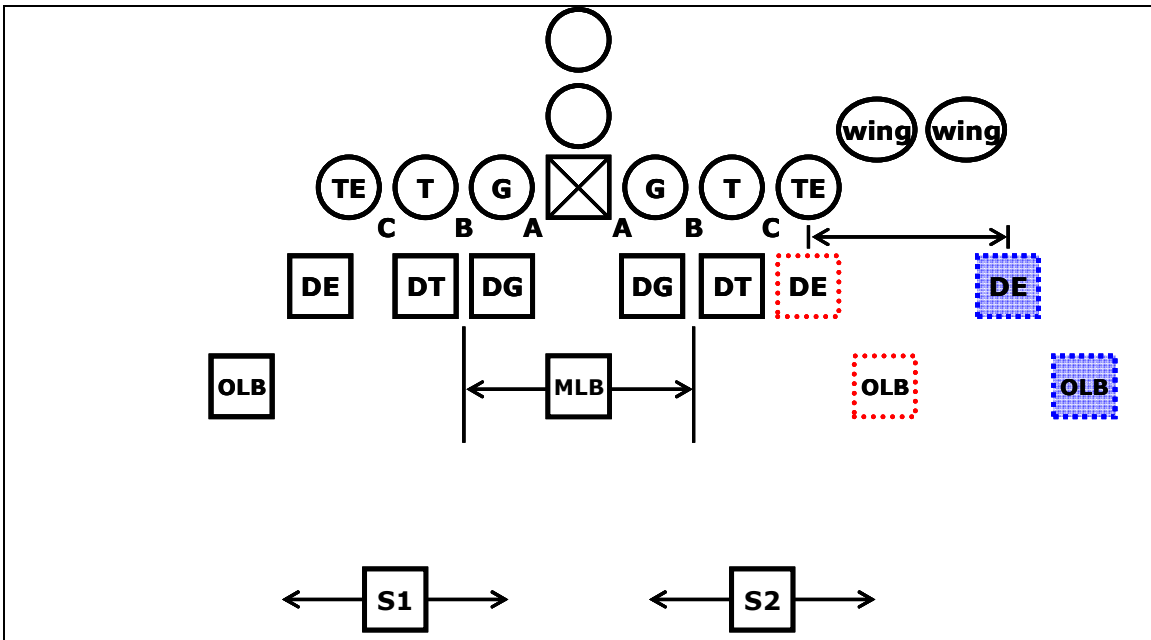 wing wing
TE T G G T TE
C B A A B C
DE DT DG DG DT DE DE
OLB MLB OLB OLB
S1 S2